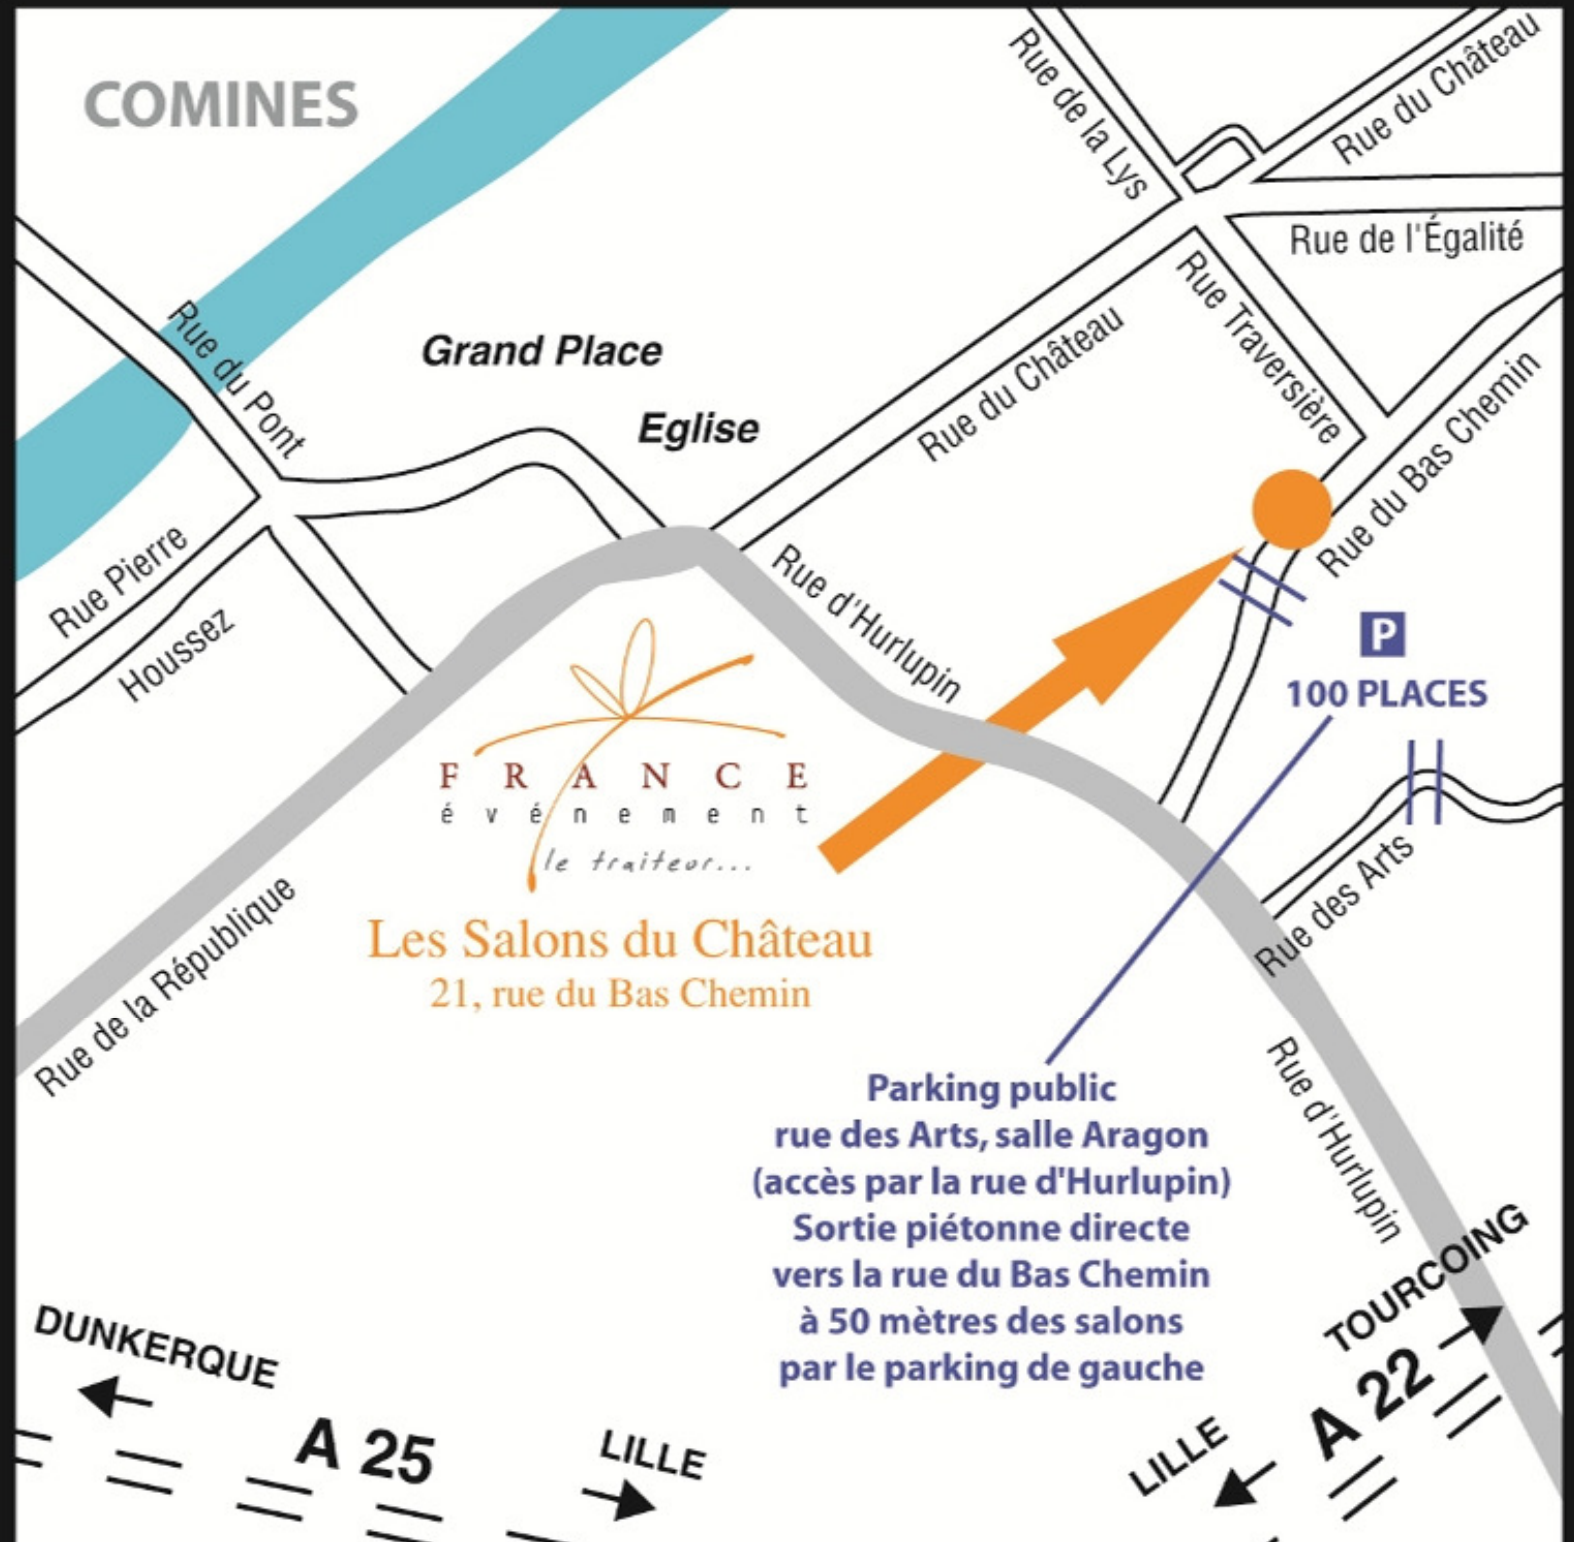 COMINES
Rue de la Lys
Rue du Château
Rue de l'Égalité
Rue du Pont
Grand Place
Eglise
Rue du Château
Rue Traversière
Rue du Bas Chemin
Rue Pierre
Houssez
Rue d'Hurlupin
P
100 PLACES
FRANCE
événement
le traiteur...
Les Salons du Château
21, rue du Bas Chemin
Rue de la République
Rue des Arts
Rue d'Hurlupin
Parking public
rue des Arts, salle Aragon
(accès par la rue d'Hurlupin)
Sortie piétonne directe
vers la rue du Bas Chemin
à 50 mètres des salons
par le parking de gauche
DUNKERQUE
A 25
LILLE
TOURCOING
A 22
LILLE